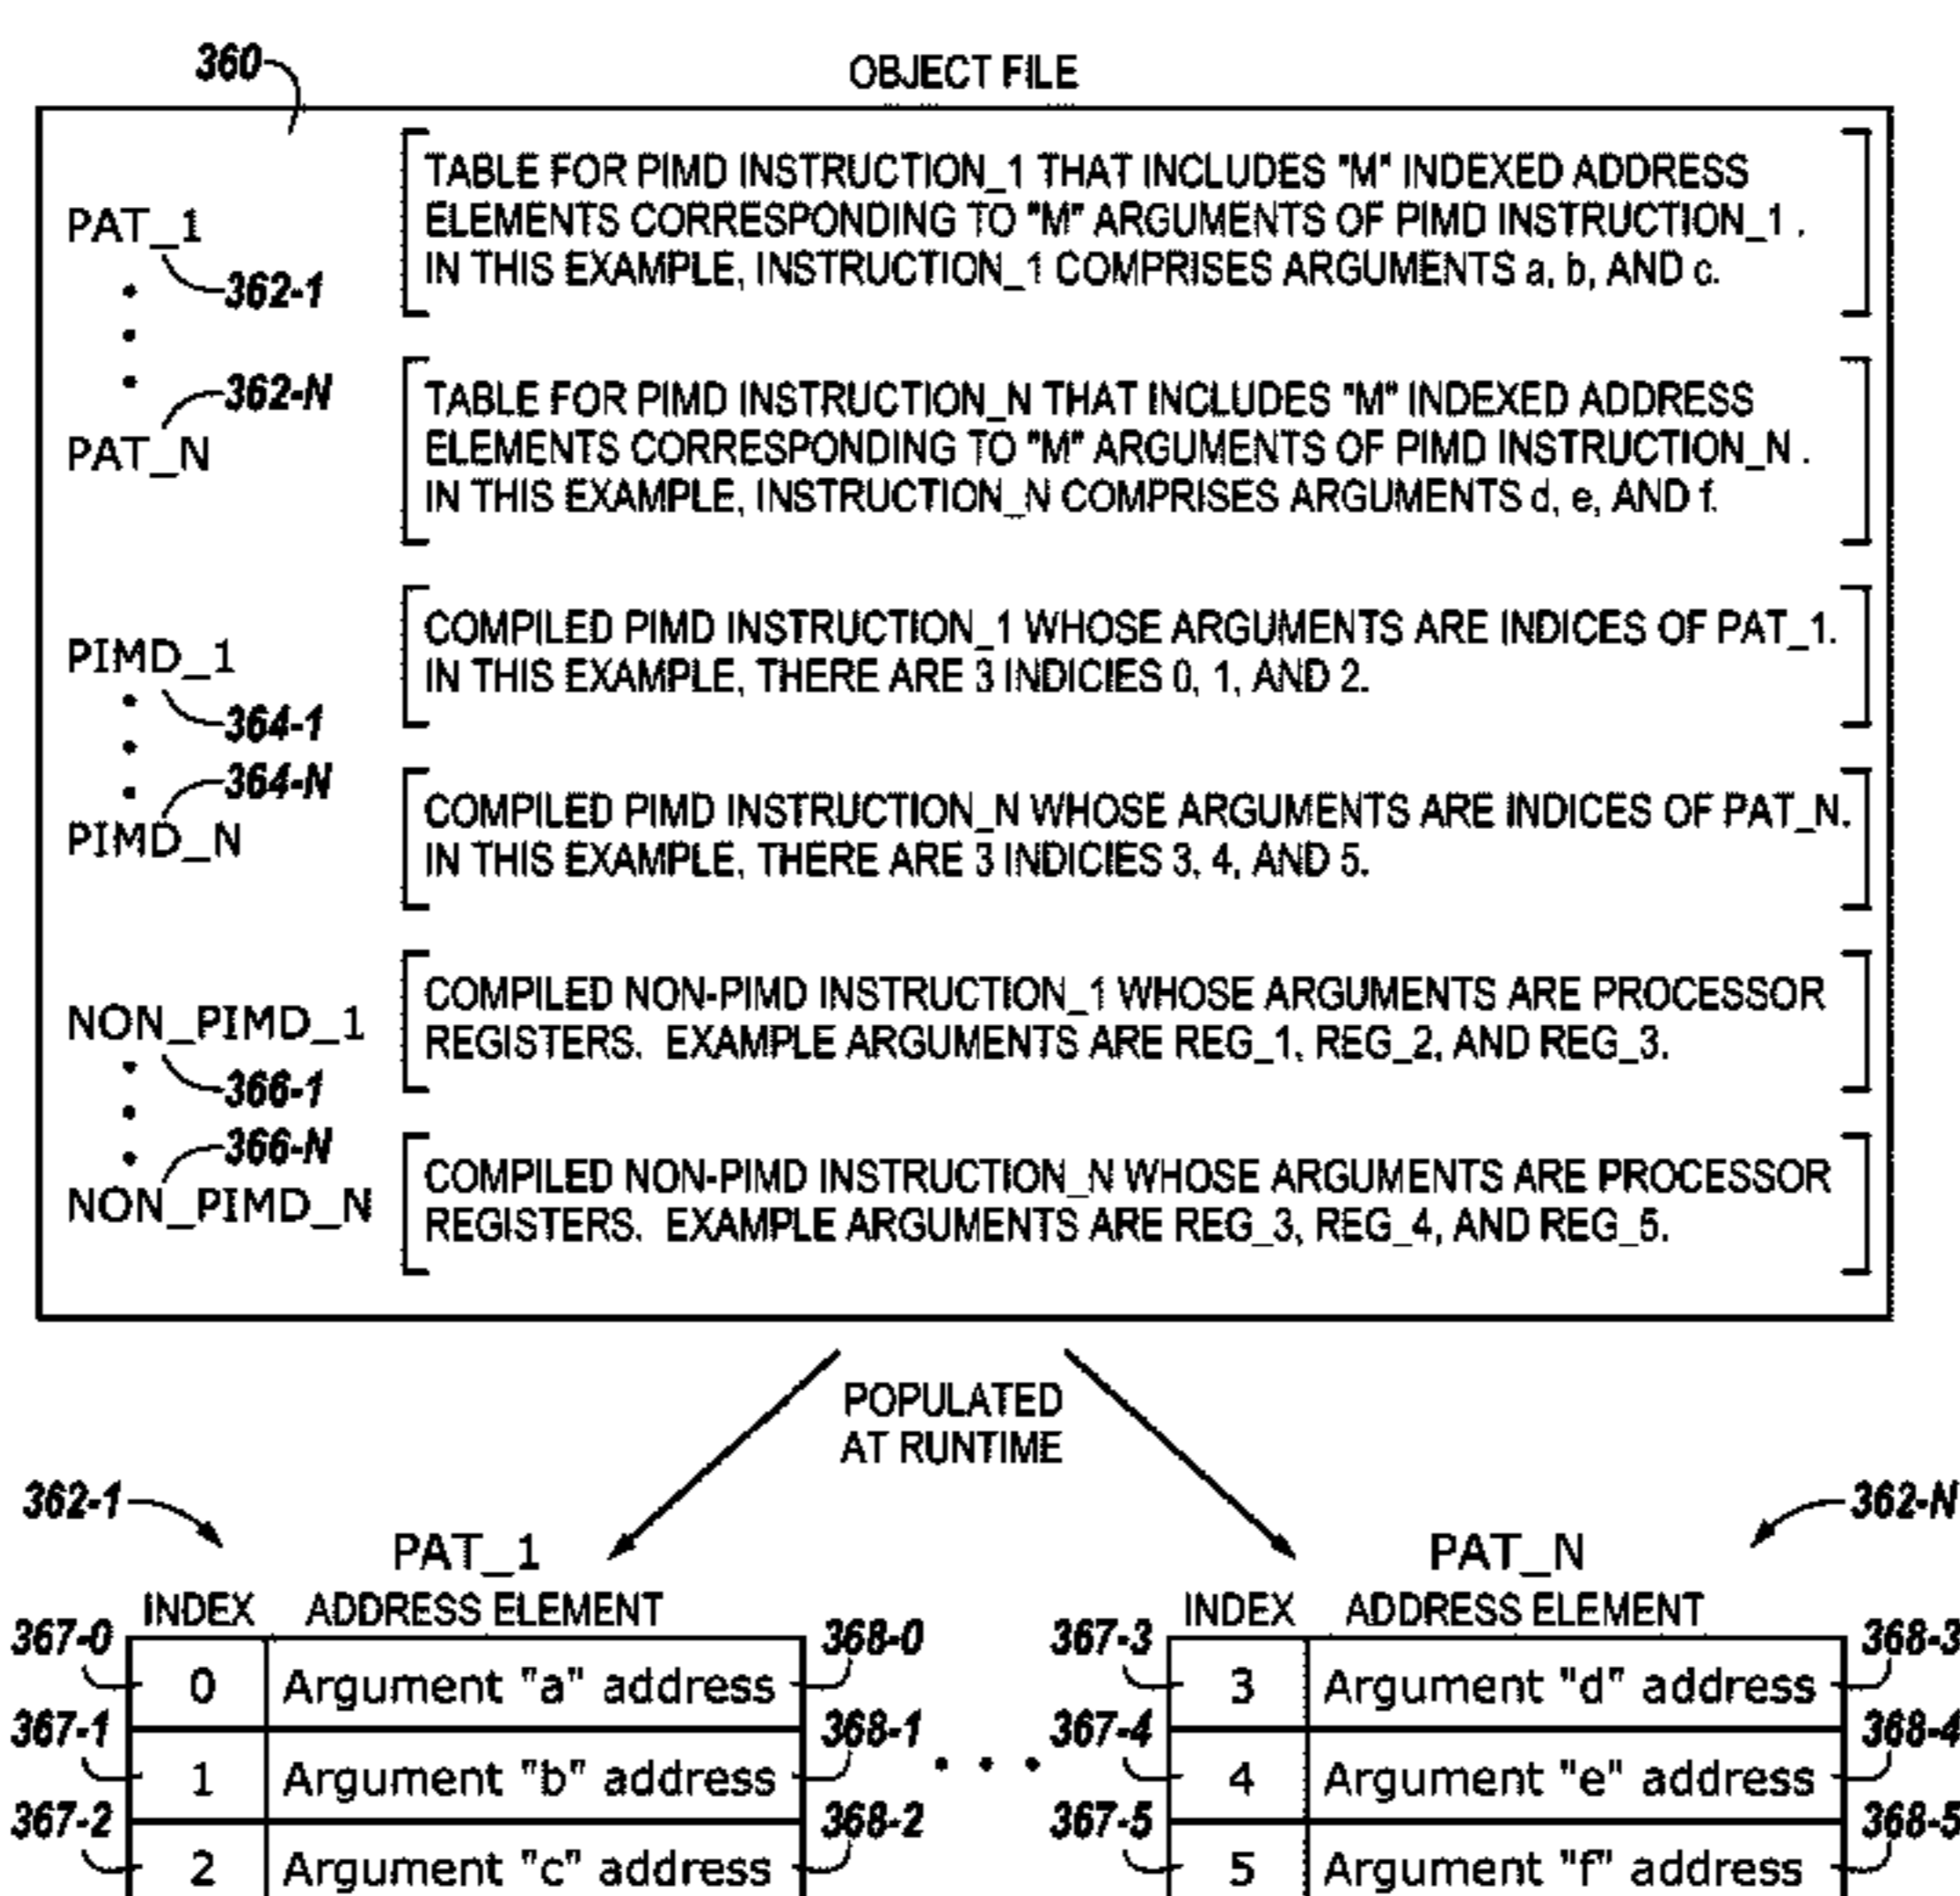 360
OBJECT FILE
PAT_1
362-1
TABLE FOR PIMD INSTRUCTION_1 THAT INCLUDES "M" INDEXED ADDRESS
ELEMENTS CORRESPONDING TO "M" ARGUMENTS OF PIMD INSTRUCTION_1 .
IN THIS EXAMPLE, INSTRUCTION_1 COMPRISES ARGUMENTS a, b, AND c.
362-N
PAT_N
TABLE FOR PIMD INSTRUCTION_N THAT INCLUDES "M" INDEXED ADDRESS
ELEMENTS CORRESPONDING TO "M" ARGUMENTS OF PIMD INSTRUCTION_N .
IN THIS EXAMPLE, INSTRUCTION_N COMPRISES ARGUMENTS d, e, AND f.
PIMD_1
364-1
COMPILED PIMD INSTRUCTION_1 WHOSE ARGUMENTS ARE INDICES OF PAT_1.
IN THIS EXAMPLE, THERE ARE 3 INDICIES 0, 1, AND 2.
364-N
PIMD_N
COMPILED PIMD INSTRUCTION_N WHOSE ARGUMENTS ARE INDICES OF PAT_N.
IN THIS EXAMPLE, THERE ARE 3 INDICIES 3, 4, AND 5.
NON_PIMD_1
366-1
COMPILED NON-PIMD INSTRUCTION_1 WHOSE ARGUMENTS ARE PROCESSOR
REGISTERS. EXAMPLE ARGUMENTS ARE REG_1, REG_2, AND REG_3.
366-N
NON_PIMD_N
COMPILED NON-PIMD INSTRUCTION_N WHOSE ARGUMENTS ARE PROCESSOR
REGISTERS. EXAMPLE ARGUMENTS ARE REG_3, REG_4, AND REG_5.
POPULATED
AT RUNTIME
362-1
PAT_1
INDEX ADDRESS ELEMENT
367-0 0 Argument "a" address 368-0
367-1 1 Argument "b" address 368-1
367-2 2 Argument "c" address 368-2
362-N
PAT_N
INDEX ADDRESS ELEMENT
367-3 3 Argument "d" address 368-3
367-4 4 Argument "e" address 368-4
367-5 5 Argument "f" address 368-5